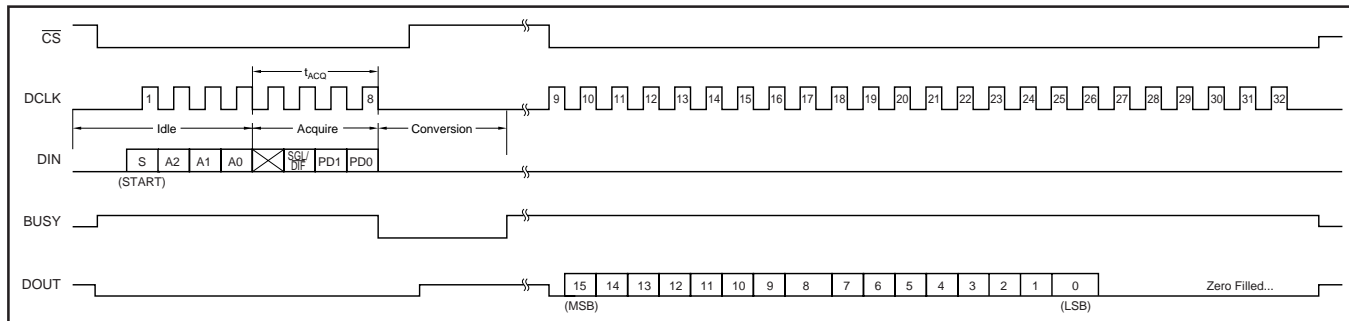 CS
tACQ
DCLK 1 8 9 10 11 12 13 14 15 16 17 18 19 20 21 22 23 24 25 26 27 28 29 30 31 32
Idle Acquire Conversion
DIN S A2 A1 A0 SGL/DIF PD1 PD0
(START)
BUSY
DOUT 15 14 13 12 11 10 9 8 7 6 5 4 3 2 1 0 Zero Filled...
(MSB) (LSB)